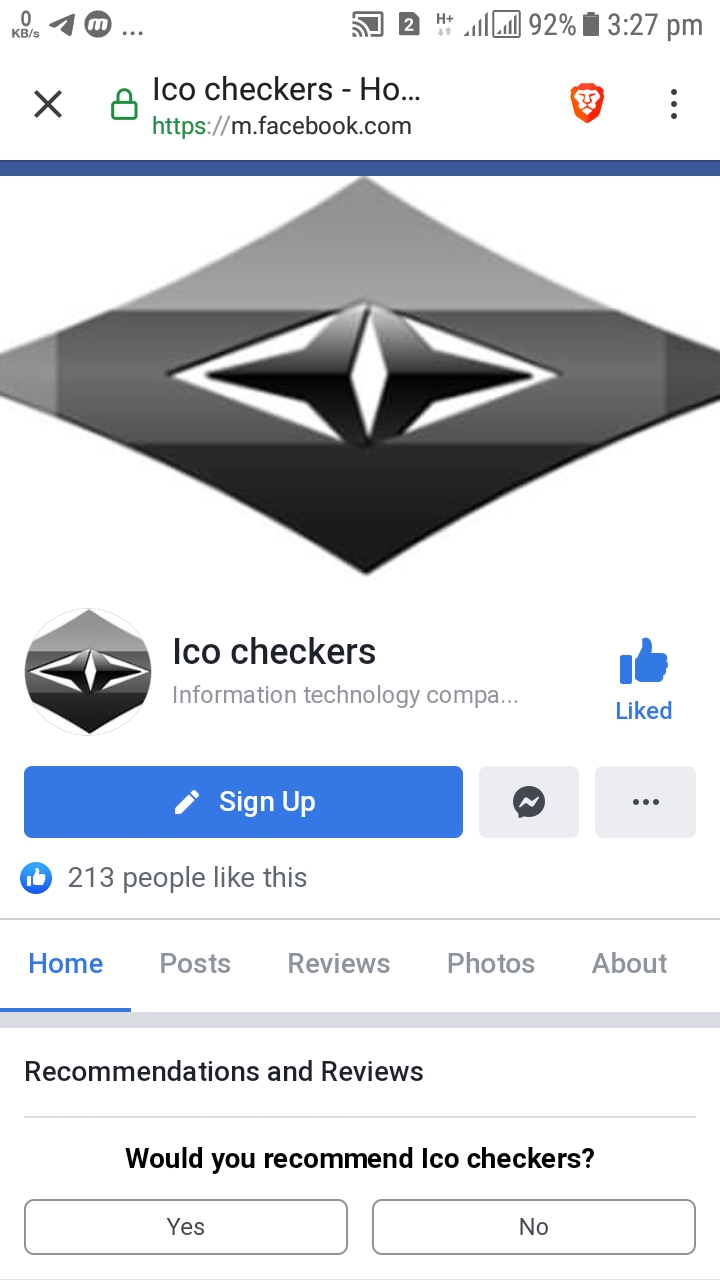 0
KB/s
m
...
2
H+
92%
3:27 pm
Ico checkers - Ho...
https://m.facebook.com
Ico checkers
Information technology compa...
Liked
Sign Up
213 people like this
Home Posts Reviews Photos About
Recommendations and Reviews
Would you recommend Ico checkers?
Yes No